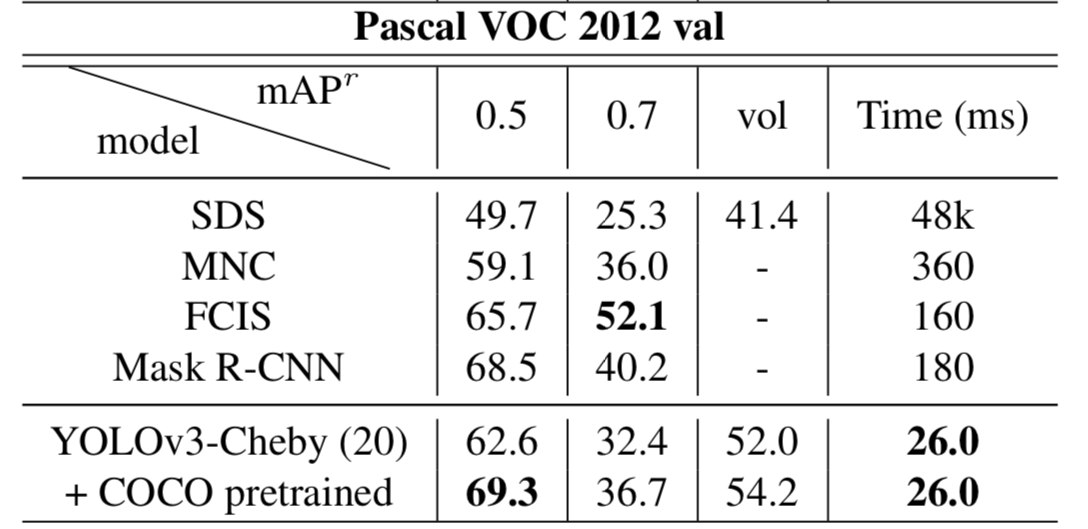 Pascal VOC 2012 val
model mAP^r 0.5 0.7 vol Time (ms)
SDS 49.7 25.3 41.4 48k
MNC 59.1 36.0 - 360
FCIS 65.7 52.1 - 160
Mask R-CNN 68.5 40.2 - 180
YOLOv3-Cheby (20) 62.6 32.4 52.0 26.0
+ COCO pretrained 69.3 36.7 54.2 26.0